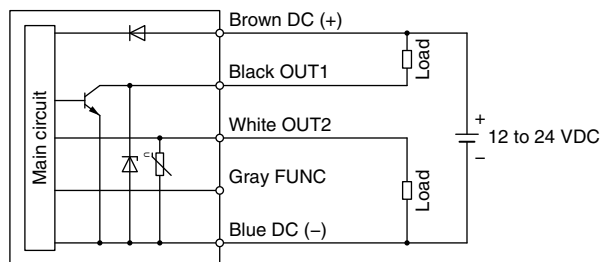 Brown DC (+)
Load
Black OUT1
Main circuit
White OUT2
+
12 to 24 VDC
−
Gray FUNC
Load
Blue DC (−)